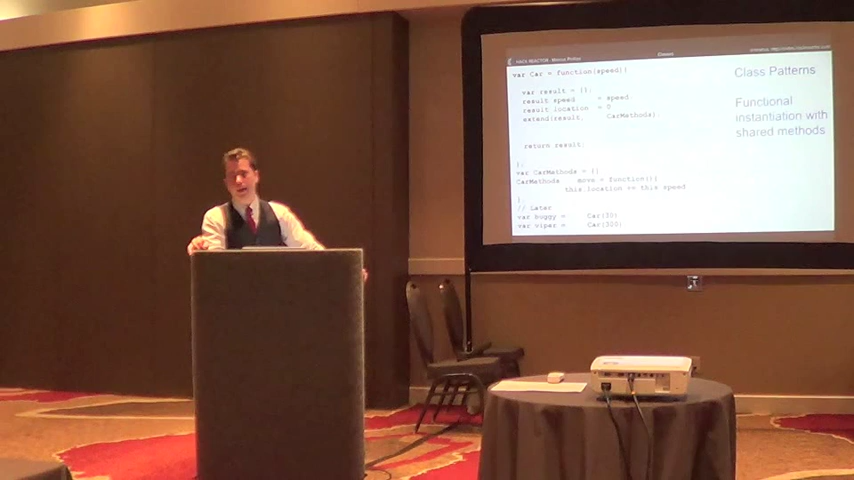 HACK REACTOR
Classes
var Car = function(speed){
var result = {};
result.speed = speed;
result.location = 0
extend(result, CarMethods);
return result;
};
var CarMethods = {}
CarMethods move = function(){
this.location += this.speed
}
// Later
var buggy = Car(30)
var viper = Car(300)
Class Patterns
Functional
instantiation with
shared methods